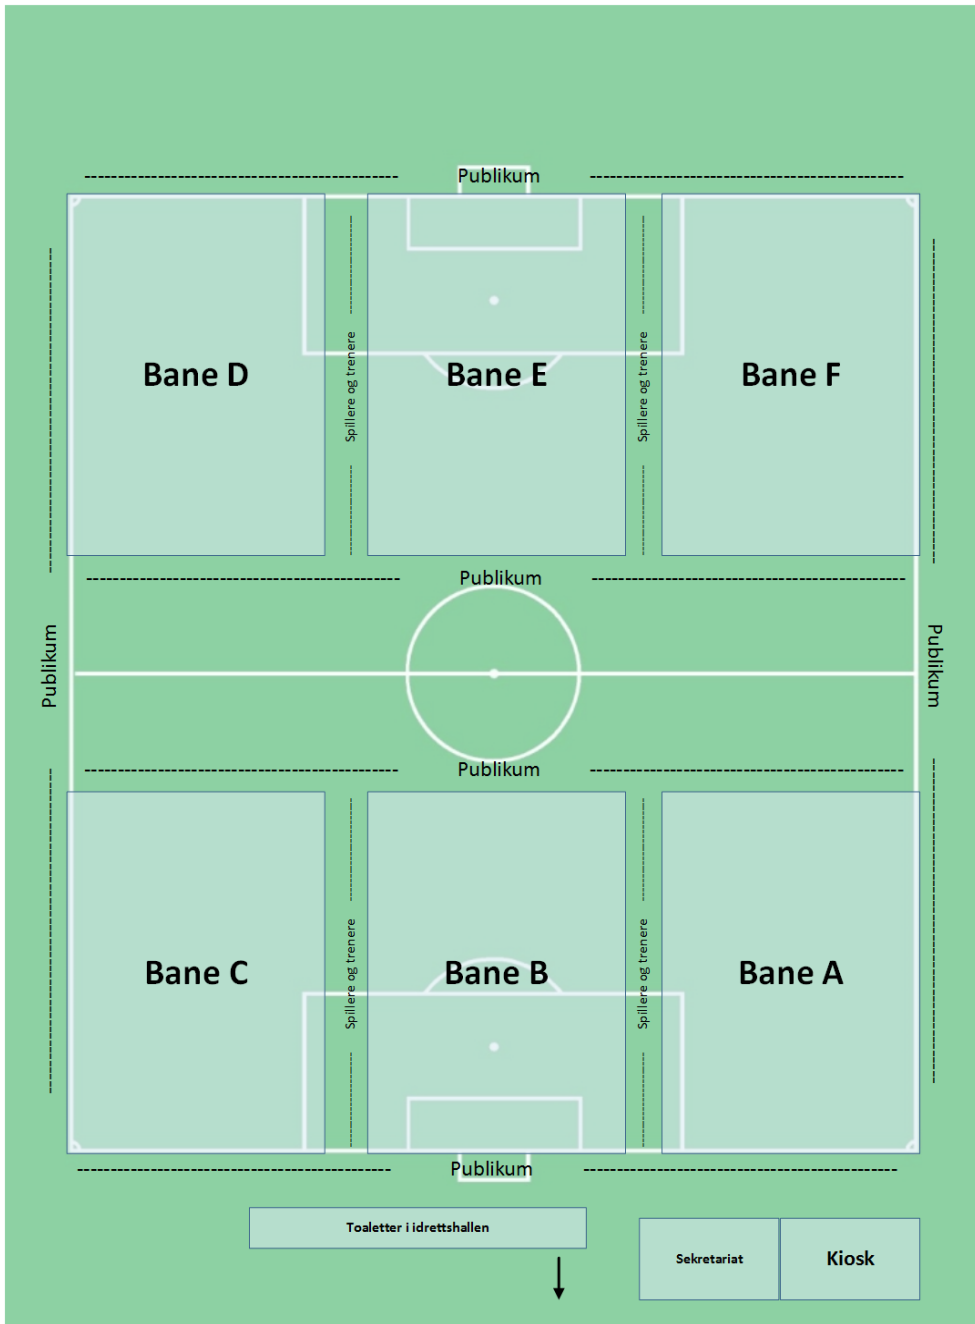 Publikum
Bane D
Spillere og trenere
Bane E
Spillere og trenere
Bane F
Publikum
Publikum
Publikum
Publikum
Bane C
Spillere og trenere
Bane B
Spillere og trenere
Bane A
Publikum
Toaletter i idrettshallen
Sekretariat
Kiosk